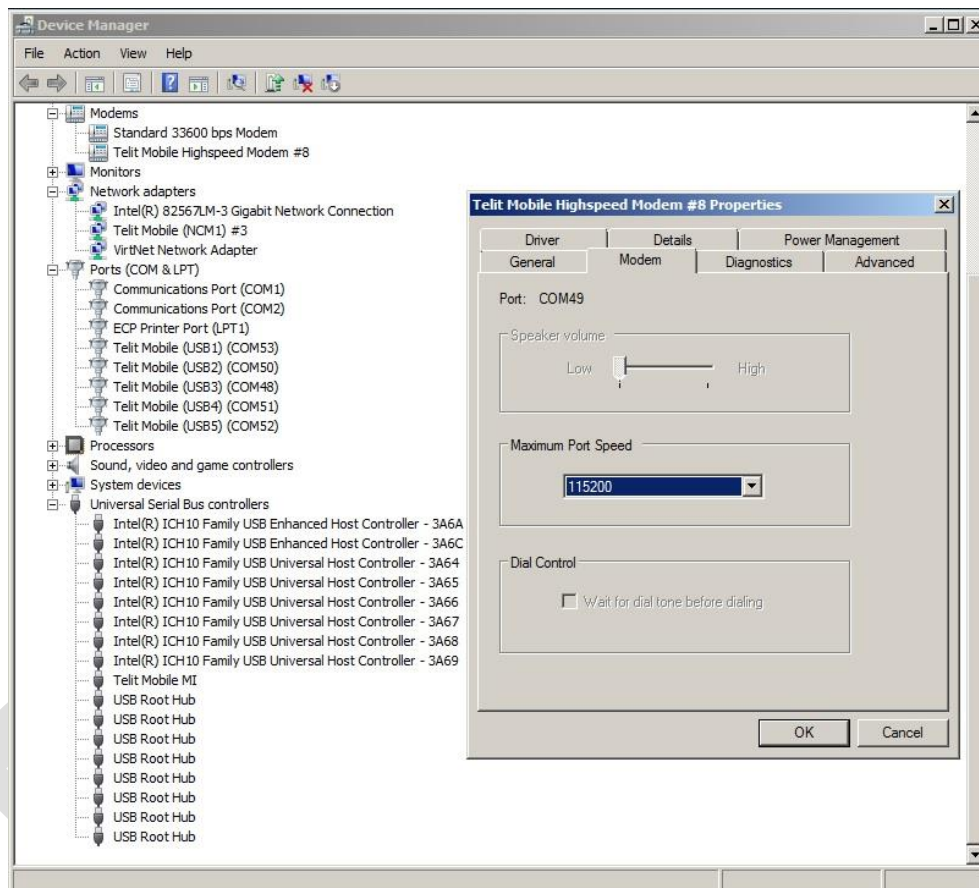 Device Manager
File Action View Help
Modems
Standard 33600 bps Modem
Telit Mobile Highspeed Modem #8
Monitors
Network adapters
Intel(R) 82567LM-3 Gigabit Network Connection
Telit Mobile (NCM1) #3
VirtNet Network Adapter
Ports (COM & LPT)
Communications Port (COM1)
Communications Port (COM2)
ECP Printer Port (LPT1)
Telit Mobile (USB1) (COM53)
Telit Mobile (USB2) (COM50)
Telit Mobile (USB3) (COM48)
Telit Mobile (USB4) (COM51)
Telit Mobile (USB5) (COM52)
Processors
Sound, video and game controllers
System devices
Universal Serial Bus controllers
Intel(R) ICH10 Family USB Enhanced Host Controller - 3A6A
Intel(R) ICH10 Family USB Enhanced Host Controller - 3A6C
Intel(R) ICH10 Family USB Universal Host Controller - 3A64
Intel(R) ICH10 Family USB Universal Host Controller - 3A65
Intel(R) ICH10 Family USB Universal Host Controller - 3A66
Intel(R) ICH10 Family USB Universal Host Controller - 3A67
Intel(R) ICH10 Family USB Universal Host Controller - 3A68
Intel(R) ICH10 Family USB Universal Host Controller - 3A69
Telit Mobile MI
USB Root Hub
USB Root Hub
USB Root Hub
USB Root Hub
USB Root Hub
USB Root Hub
USB Root Hub
USB Root Hub
Telit Mobile Highspeed Modem #8 Properties
Driver Details Power Management
General Modem Diagnostics Advanced
Port: COM49
Speaker volume
Low High
Maximum Port Speed
115200
Dial Control
Wait for dial tone before dialing
OK Cancel